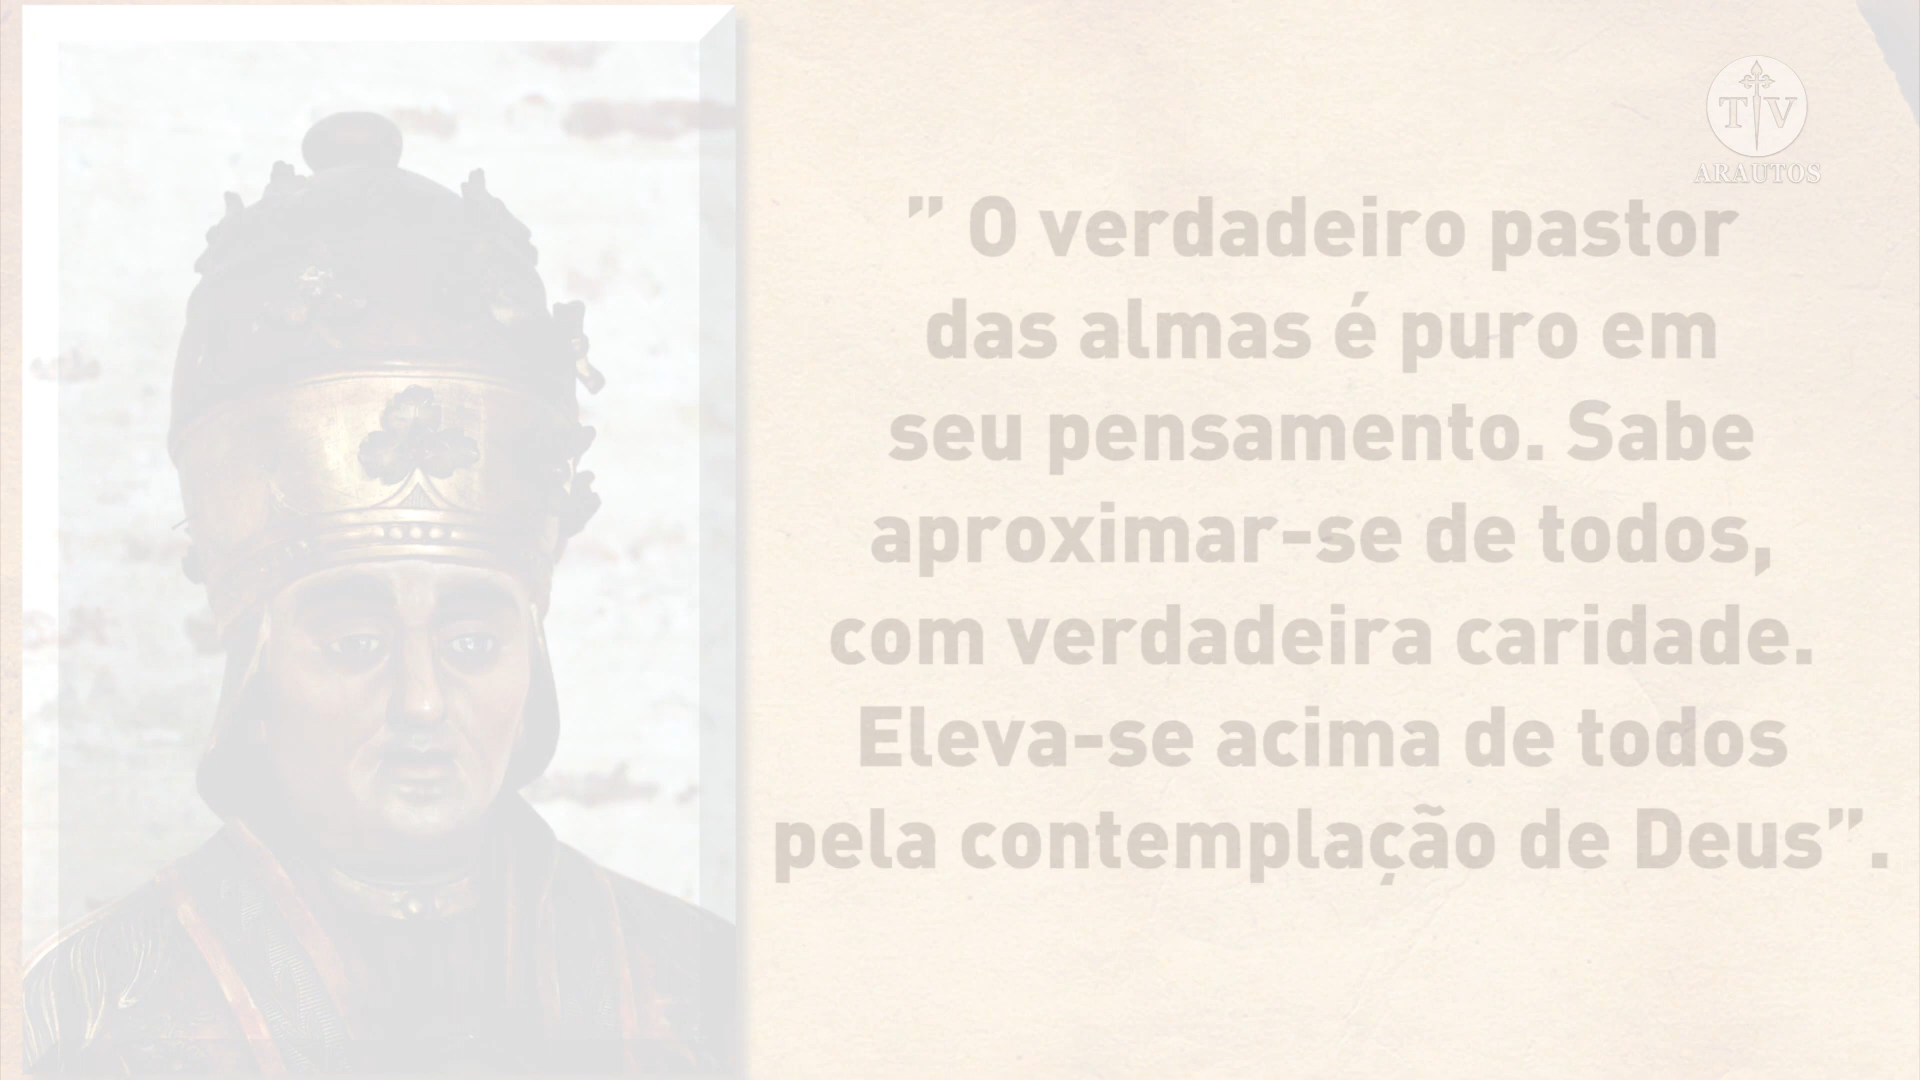 TV
ARAUTOS
” O verdadeiro pastor
das almas é puro em
seu pensamento. Sabe
aproximar-se de todos,
com verdadeira caridade.
Eleva-se acima de todos
pela contemplação de Deus”.